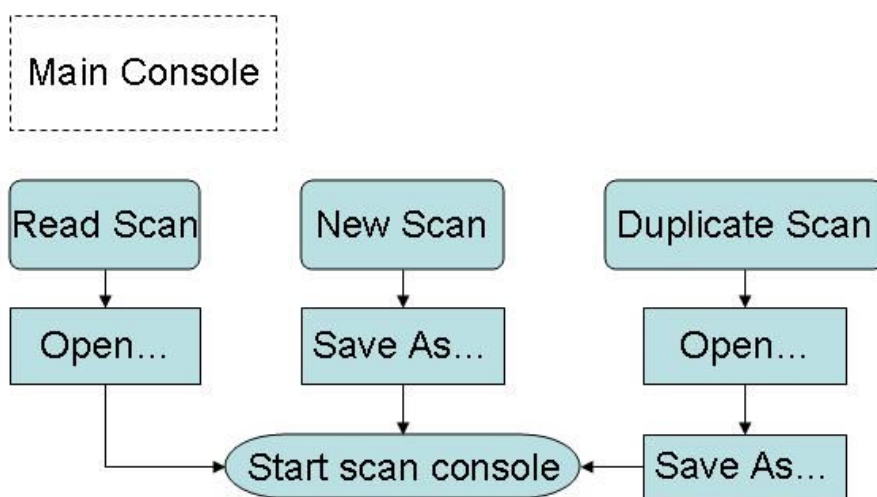 Main Console
Read Scan
New Scan
Duplicate Scan
Open...
Save As...
Open...
Start scan console
Save As...